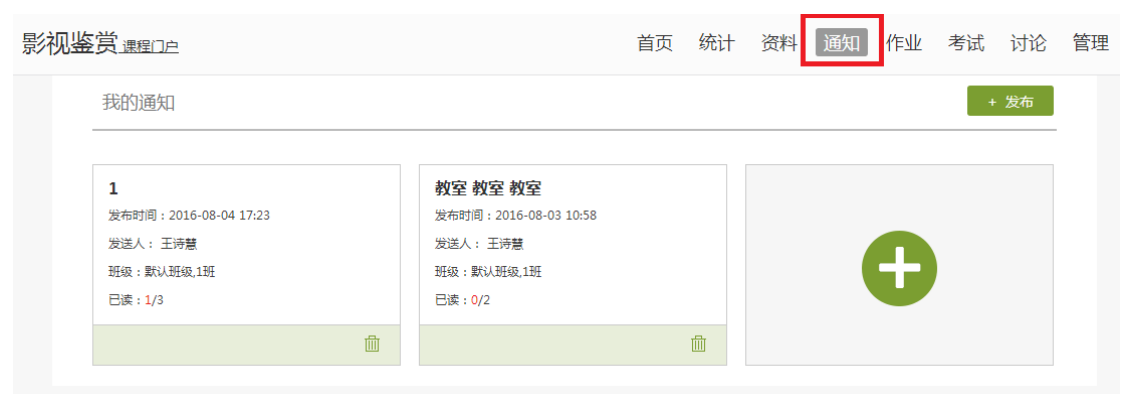 影视鉴赏 课程门户 首页 统计 资料 通知 作业 考试 讨论 管理
我的通知 + 发布
1
发布时间：2016-08-04 17:23
发送人： 王诗慧
班级：默认班级,1班
已读：1/3
教室 教室 教室
发布时间：2016-08-03 10:58
发送人： 王诗慧
班级：默认班级,1班
已读：0/2